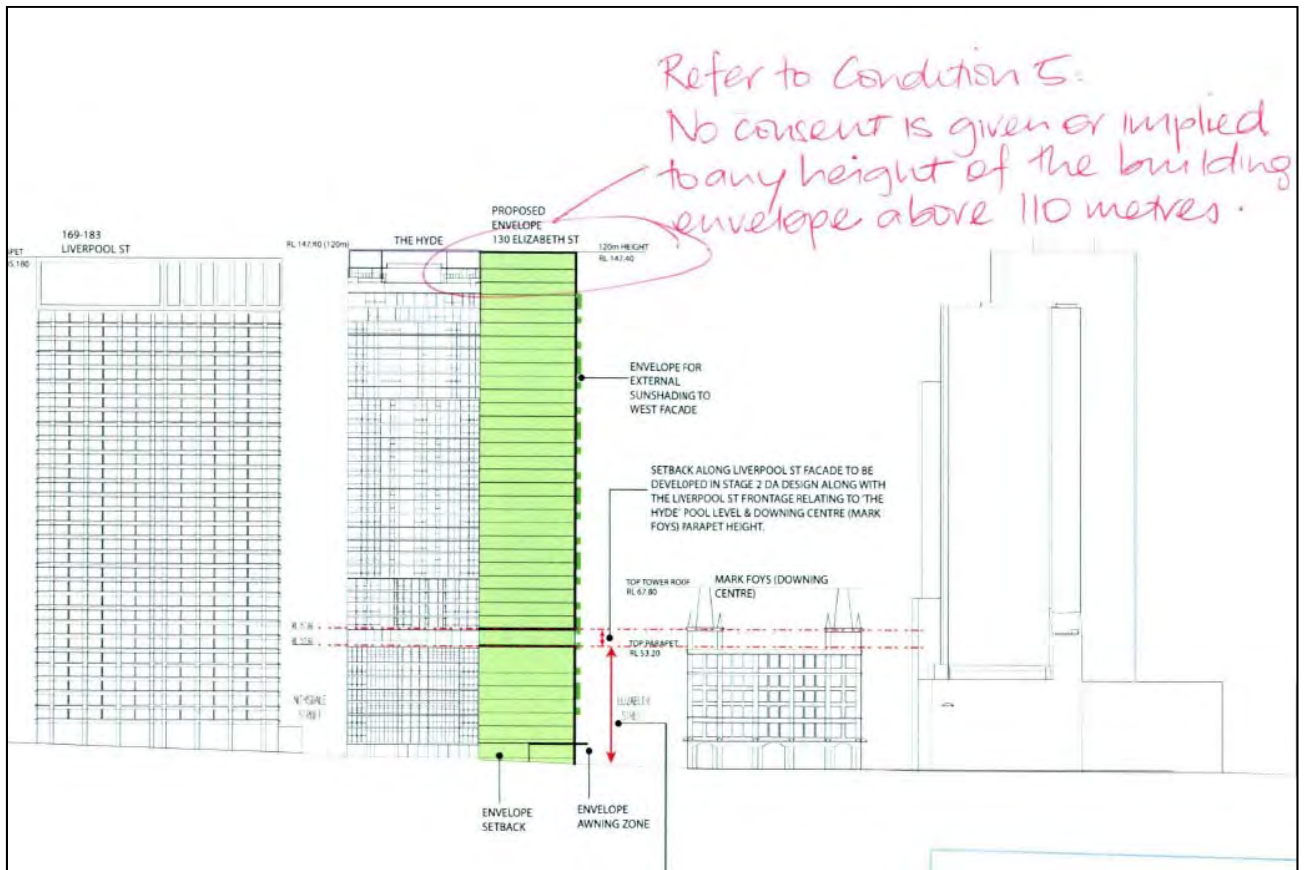 Refer to Condition 5:
No consent is given or implied
to any height of the building
envelope above 110 metres.
PROPOSED
ENVELOPE
130 ELIZABETH ST
169-183
LIVERPOOL ST
RL 147.40 (120m)
THE HYDE
120m HEIGHT
RL 147.40
ENVELOPE FOR
EXTERNAL
SUNSHADING TO
WEST FACADE
SETBACK ALONG LIVERPOOL ST FACADE TO BE
DEVELOPED IN STAGE 2 DA DESIGN ALONG WITH
THE LIVERPOOL ST FRONTAGE RELATING TO 'THE
HYDE' POOL LEVEL & DOWNING CENTRE (MARK
FOYS) PARAPET HEIGHT.
TOP TOWER ROOF
RL 67.80
MARK FOYS (DOWNING
CENTRE)
TOP PARAPET
RL 53.20
NITHSDALE
STREET
ELIZABETH
STREET
ENVELOPE
SETBACK
ENVELOPE
AWNING ZONE